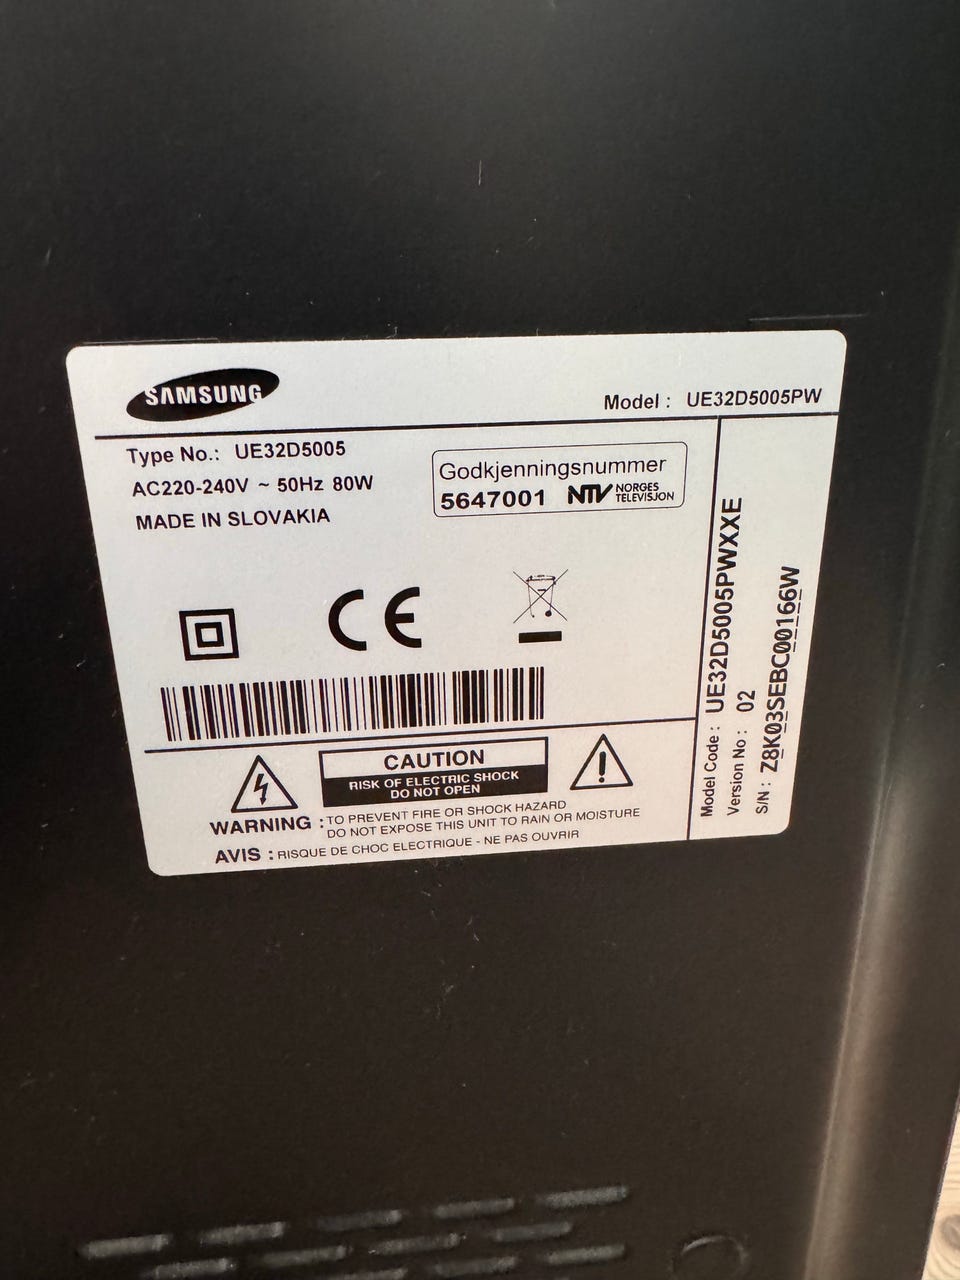 SAMSUNG
Model : UE32D5005PW
Type No.: UE32D5005
AC220-240V ~ 50Hz 80W
MADE IN SLOVAKIA
Godkjenningsnummer
5647001 NTV NORGES
TELEVISJON
CE
CAUTION
RISK OF ELECTRIC SHOCK
DO NOT OPEN
WARNING : TO PREVENT FIRE OR SHOCK HAZARD
DO NOT EXPOSE THIS UNIT TO RAIN OR MOISTURE
AVIS : RISQUE DE CHOC ELECTRIQUE - NE PAS OUVRIR
Model Code : UE32D5005PWXXE
Version No : 02
S/N : Z8K03SEBC00166W